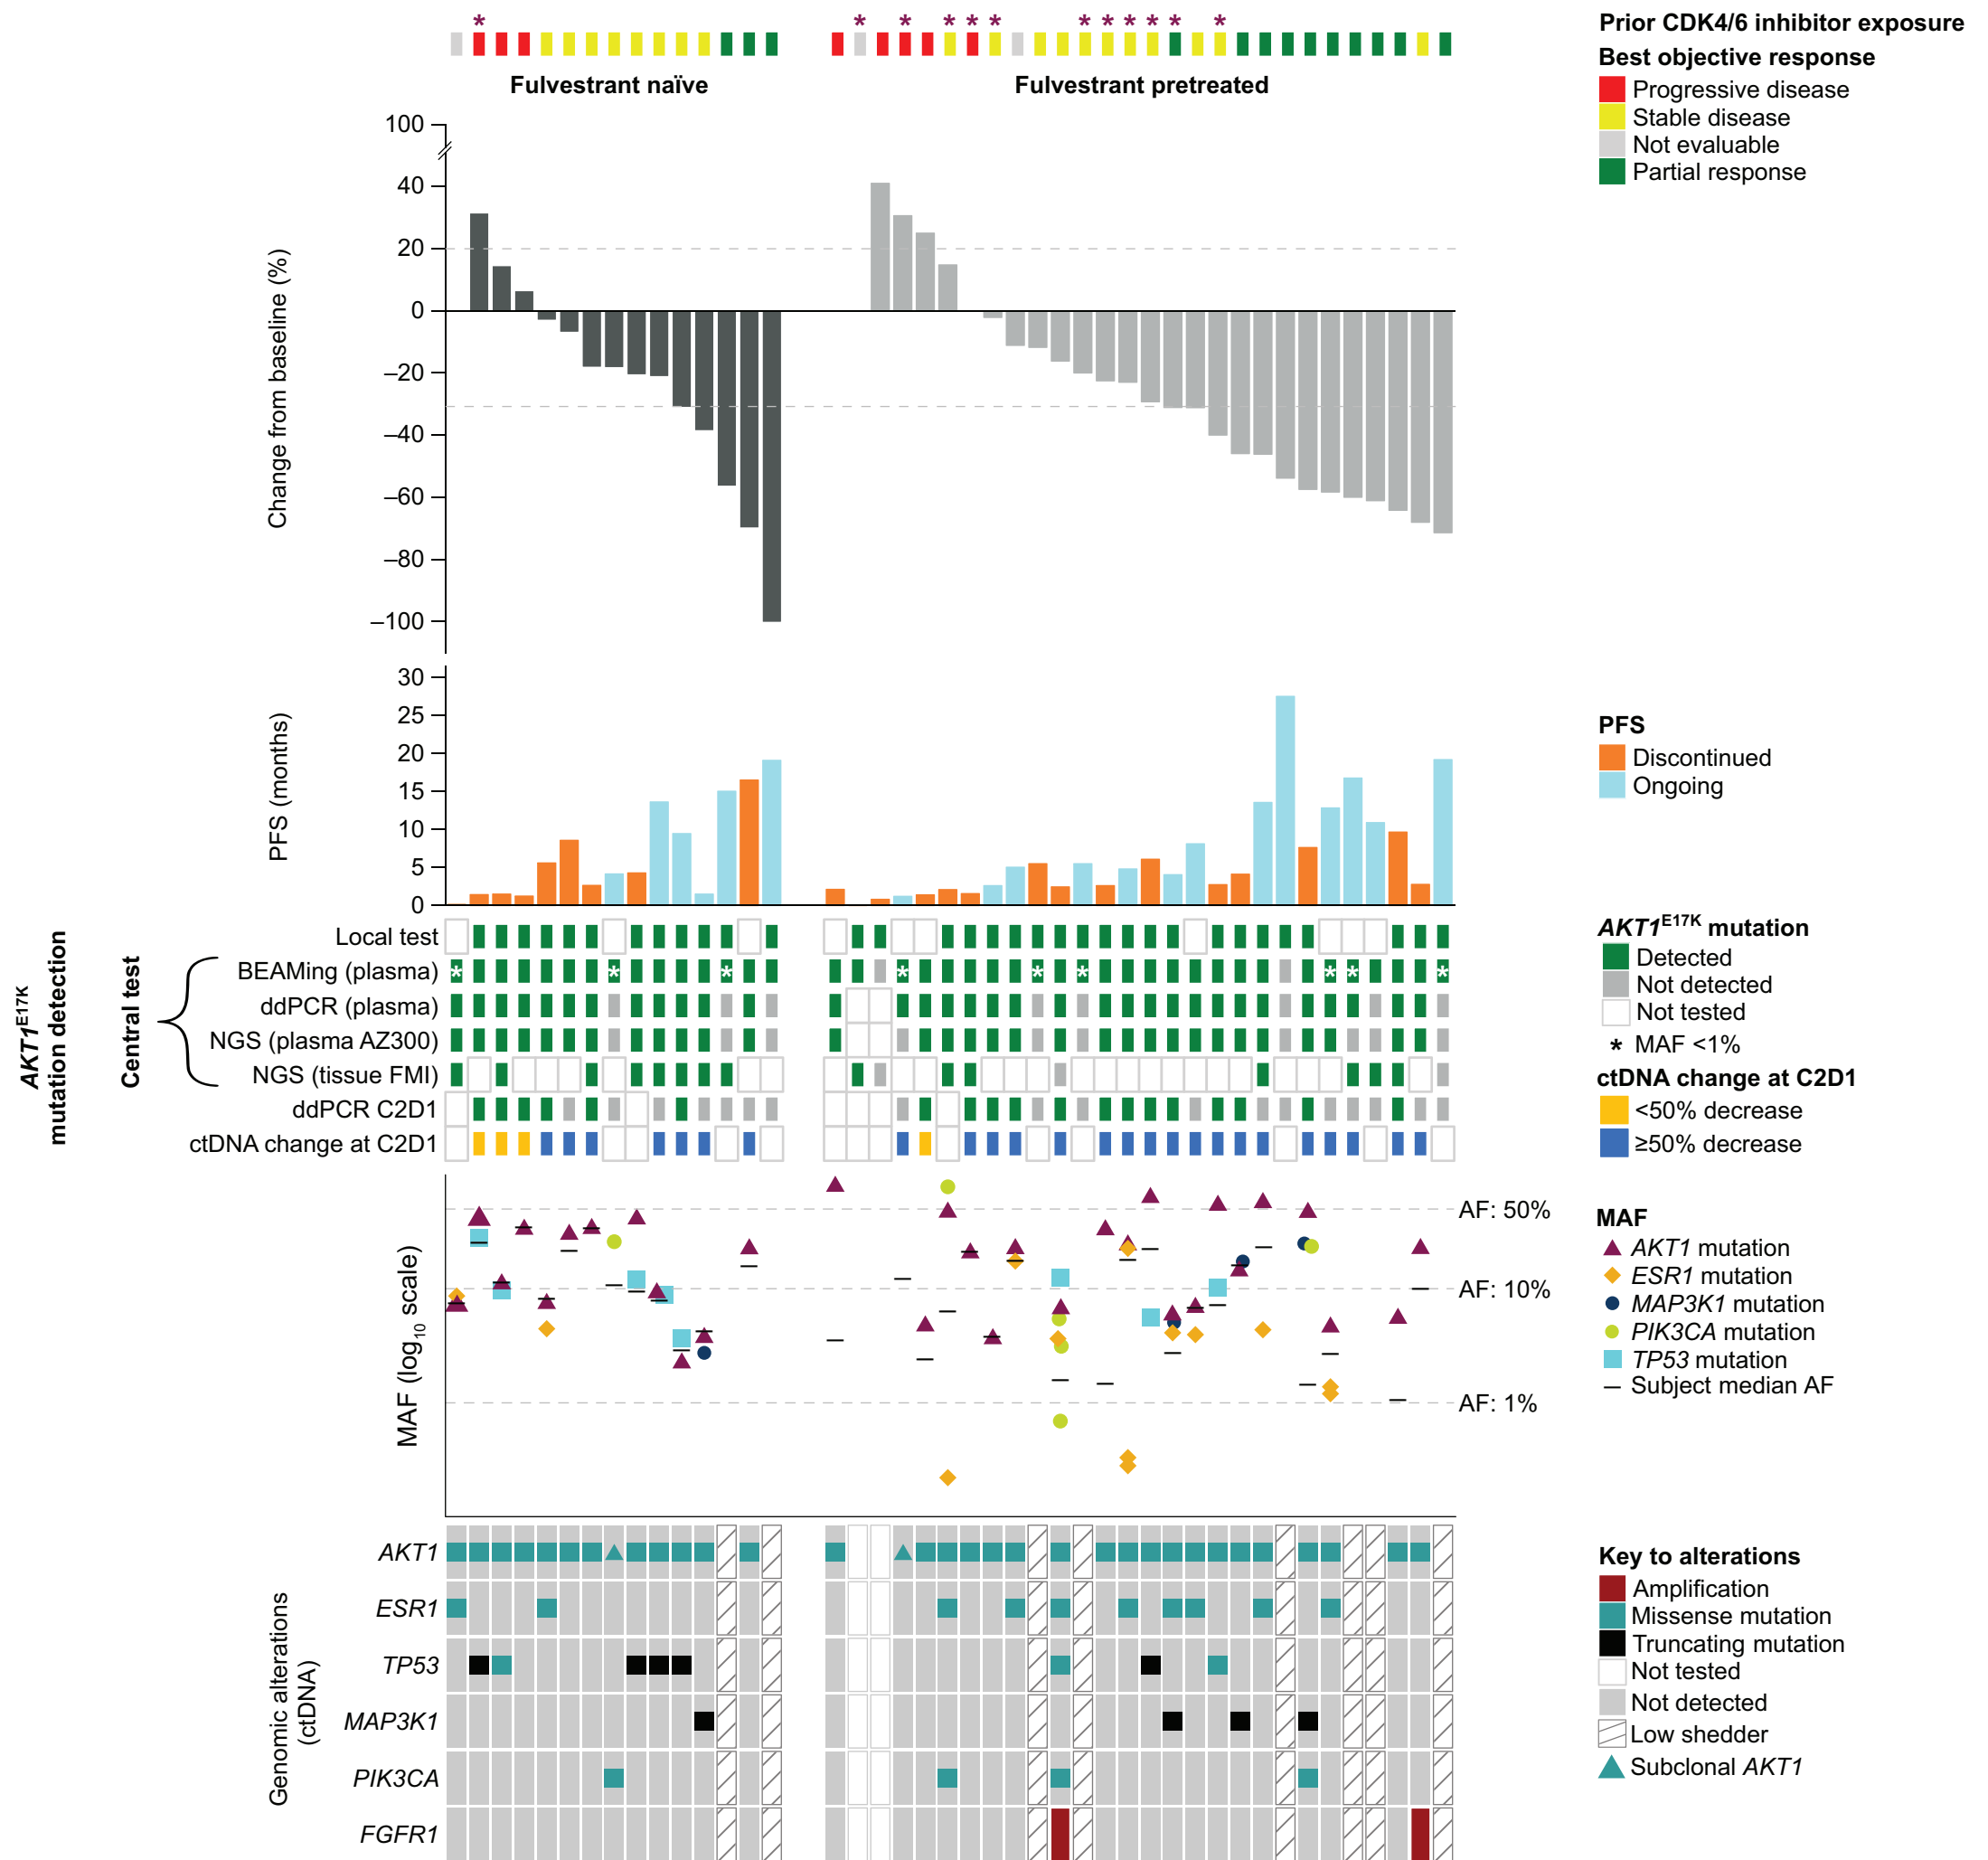 * * * * * * * * * * * *
Prior CDK4/6 inhibitor exposure
Best objective response
Progressive disease
Stable disease
Not evaluable
Partial response
Fulvestrant naïve
Fulvestrant pretreated
Change from baseline (%)
100
40
20
0
–20
–40
–60
–80
–100
PFS (months)
30
25
20
15
10
5
0
PFS
Discontinued
Ongoing
AKT1E17K
mutation detection
Central test
Local test
BEAMing (plasma)
* * * * * * * * *
ddPCR (plasma)
NGS (plasma AZ300)
NGS (tissue FMI)
ddPCR C2D1
ctDNA change at C2D1
AKT1E17K mutation
Detected
Not detected
Not tested
* MAF <1%
ctDNA change at C2D1
<50% decrease
≥50% decrease
MAF (log10 scale)
AF: 50%
AF: 10%
AF: 1%
MAF
AKT1 mutation
ESR1 mutation
MAP3K1 mutation
PIK3CA mutation
TP53 mutation
Subject median AF
Genomic alterations
(ctDNA)
AKT1
ESR1
TP53
MAP3K1
PIK3CA
FGFR1
Key to alterations
Amplification
Missense mutation
Truncating mutation
Not tested
Not detected
Low shedder
Subclonal AKT1